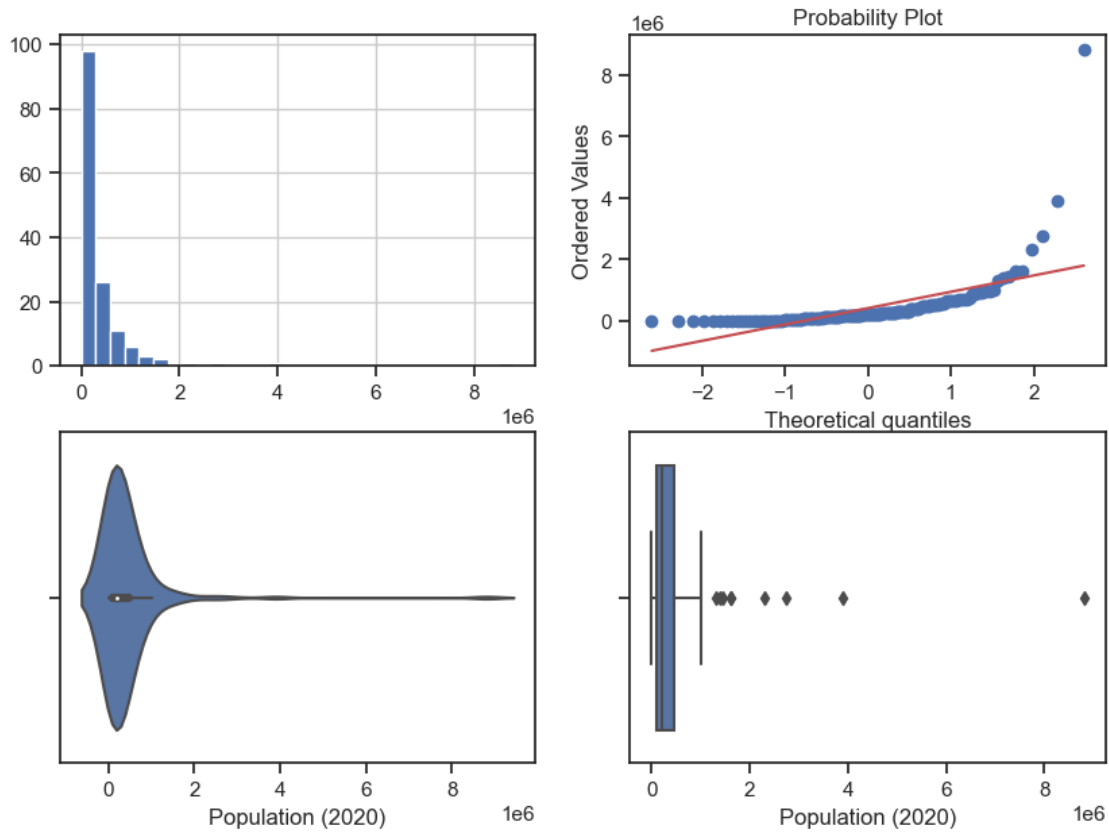 100
80
60
40
20
0
0 2 4 6 8
1e6
Probability Plot
1e6
Ordered Values
8
6
4
2
0
−2 −1 0 1 2
Theoretical quantiles
0 2 4 6 8
1e6
Population (2020)
0 2 4 6 8
1e6
Population (2020)